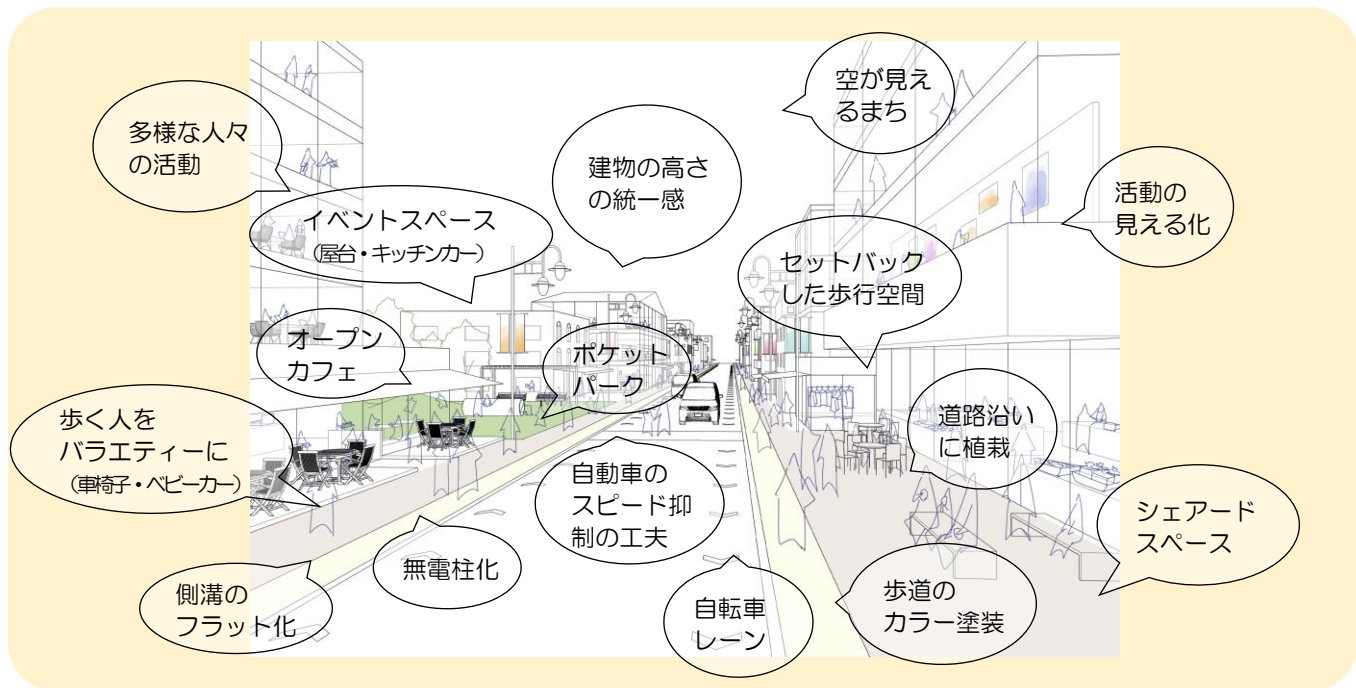 空が見え
るまち
多様な人々
の活動
建物の高さ
の統一感
活動の
見える化
イベントスペース
（屋台・キッチンカー）
セットバック
した歩行空間
オープン
カフェ
ポケット
パーク
歩く人を
バラエティーに
（車椅子・ベビーカー）
道路沿い
に植栽
自動車の
スピード抑
制の工夫
シェアード
スペース
無電柱化
側溝の
フラット化
自転車
レーン
歩道の
カラー塗装